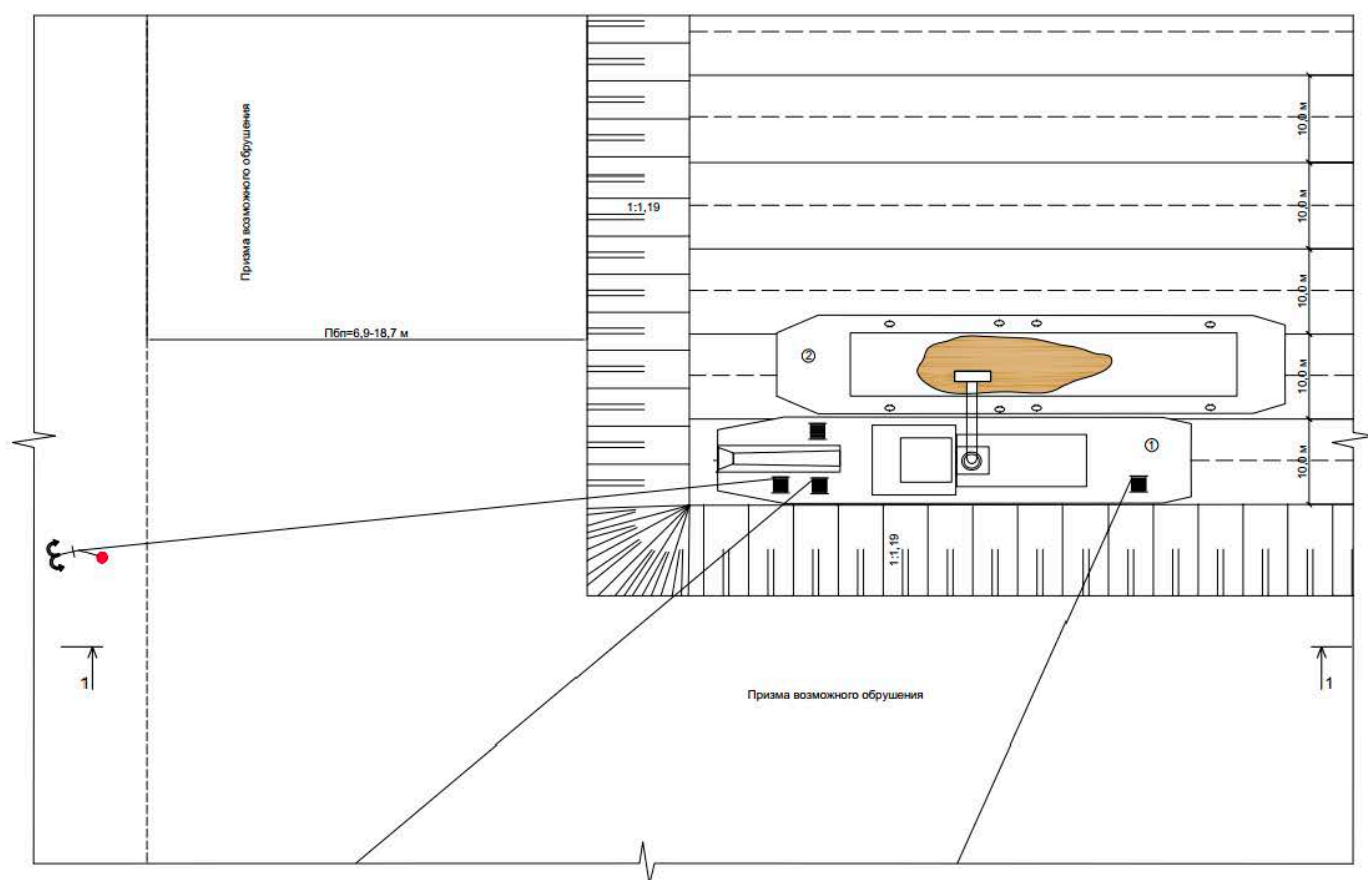 Призма возможного обрушения
10,0 м
1:1,19
10,0 м
10,0 м
Пбп=6,9-18,7 м
2
10,0 м
1
10,0 м
1:1,19
1
1
Призма возможного обрушения